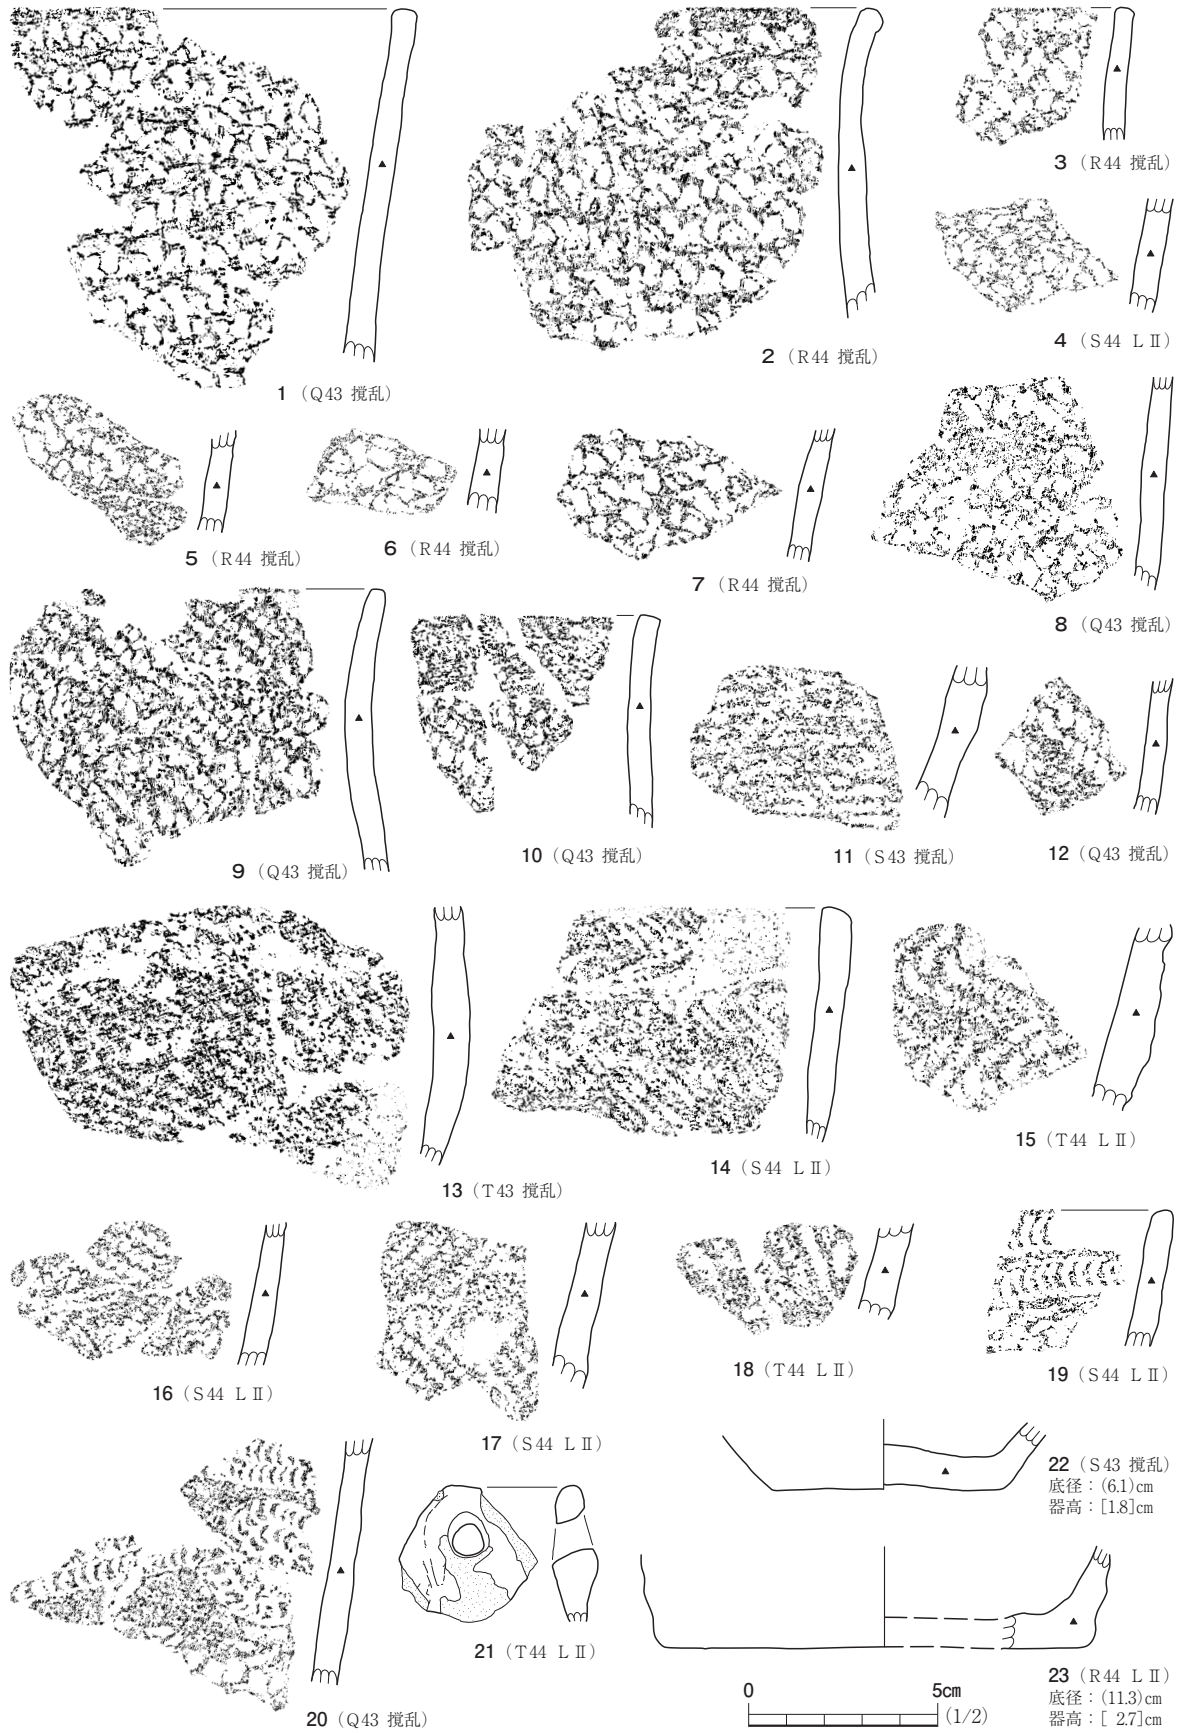 1（Q43 撹乱）
2（R44 撹乱）
3（R44 撹乱）
4（S44 LⅡ）
5（R44 撹乱）
6（R44 撹乱）
7（R44 撹乱）
8（Q43 撹乱）
9（Q43 撹乱）
10（Q43 撹乱）
11（S43 撹乱）
12（Q43 撹乱）
13（T43 撹乱）
14（S44 LⅡ）
15（T44 LⅡ）
16（S44 LⅡ）
17（S44 LⅡ）
18（T44 LⅡ）
19（S44 LⅡ）
20（Q43 撹乱）
21（T44 LⅡ）
22（S43 撹乱）
底径：(6.1)cm
器高：[1.8]cm
23（R44 LⅡ）
底径：(11.3)cm
器高：[ 2.7]cm
0 5cm
(1/2)